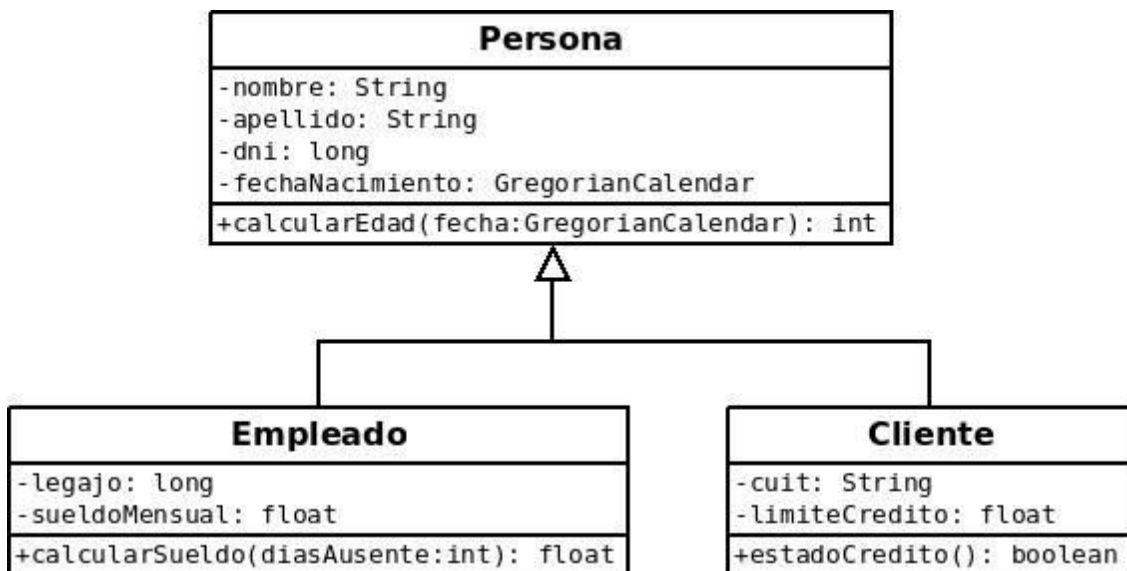 Persona
-nombre: String
-apellido: String
-dni: long
-fechaNacimiento: GregorianCalendar
+calcularEdad(fecha:GregorianCalendar): int
Empleado
-legajo: long
-sueldoMensual: float
+calcularSueldo(diasAusente:int): float
Cliente
-cuit: String
-limiteCredito: float
+estadoCredito(): boolean